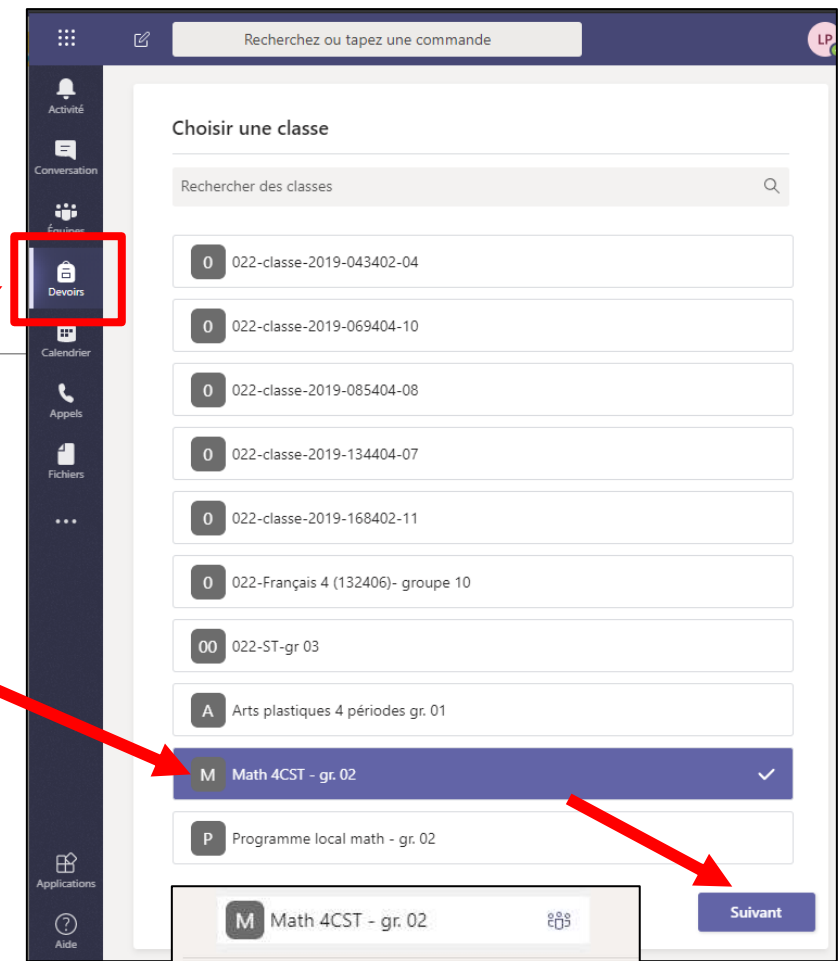 Recherchez ou tapez une commande
LP
Activité
Conversation
Équipes
Devoirs
Calendrier
Appels
Fichiers
Applications
Aide
Choisir une classe
Rechercher des classes
0 022-classe-2019-043402-04
0 022-classe-2019-069404-10
0 022-classe-2019-085404-08
0 022-classe-2019-134404-07
0 022-classe-2019-168402-11
0 022-Français 4 (132406)- groupe 10
00 022-ST-gr 03
A Arts plastiques 4 périodes gr. 01
M Math 4CST - gr. 02
P Programme local math - gr. 02
Suivant
M Math 4CST - gr. 02